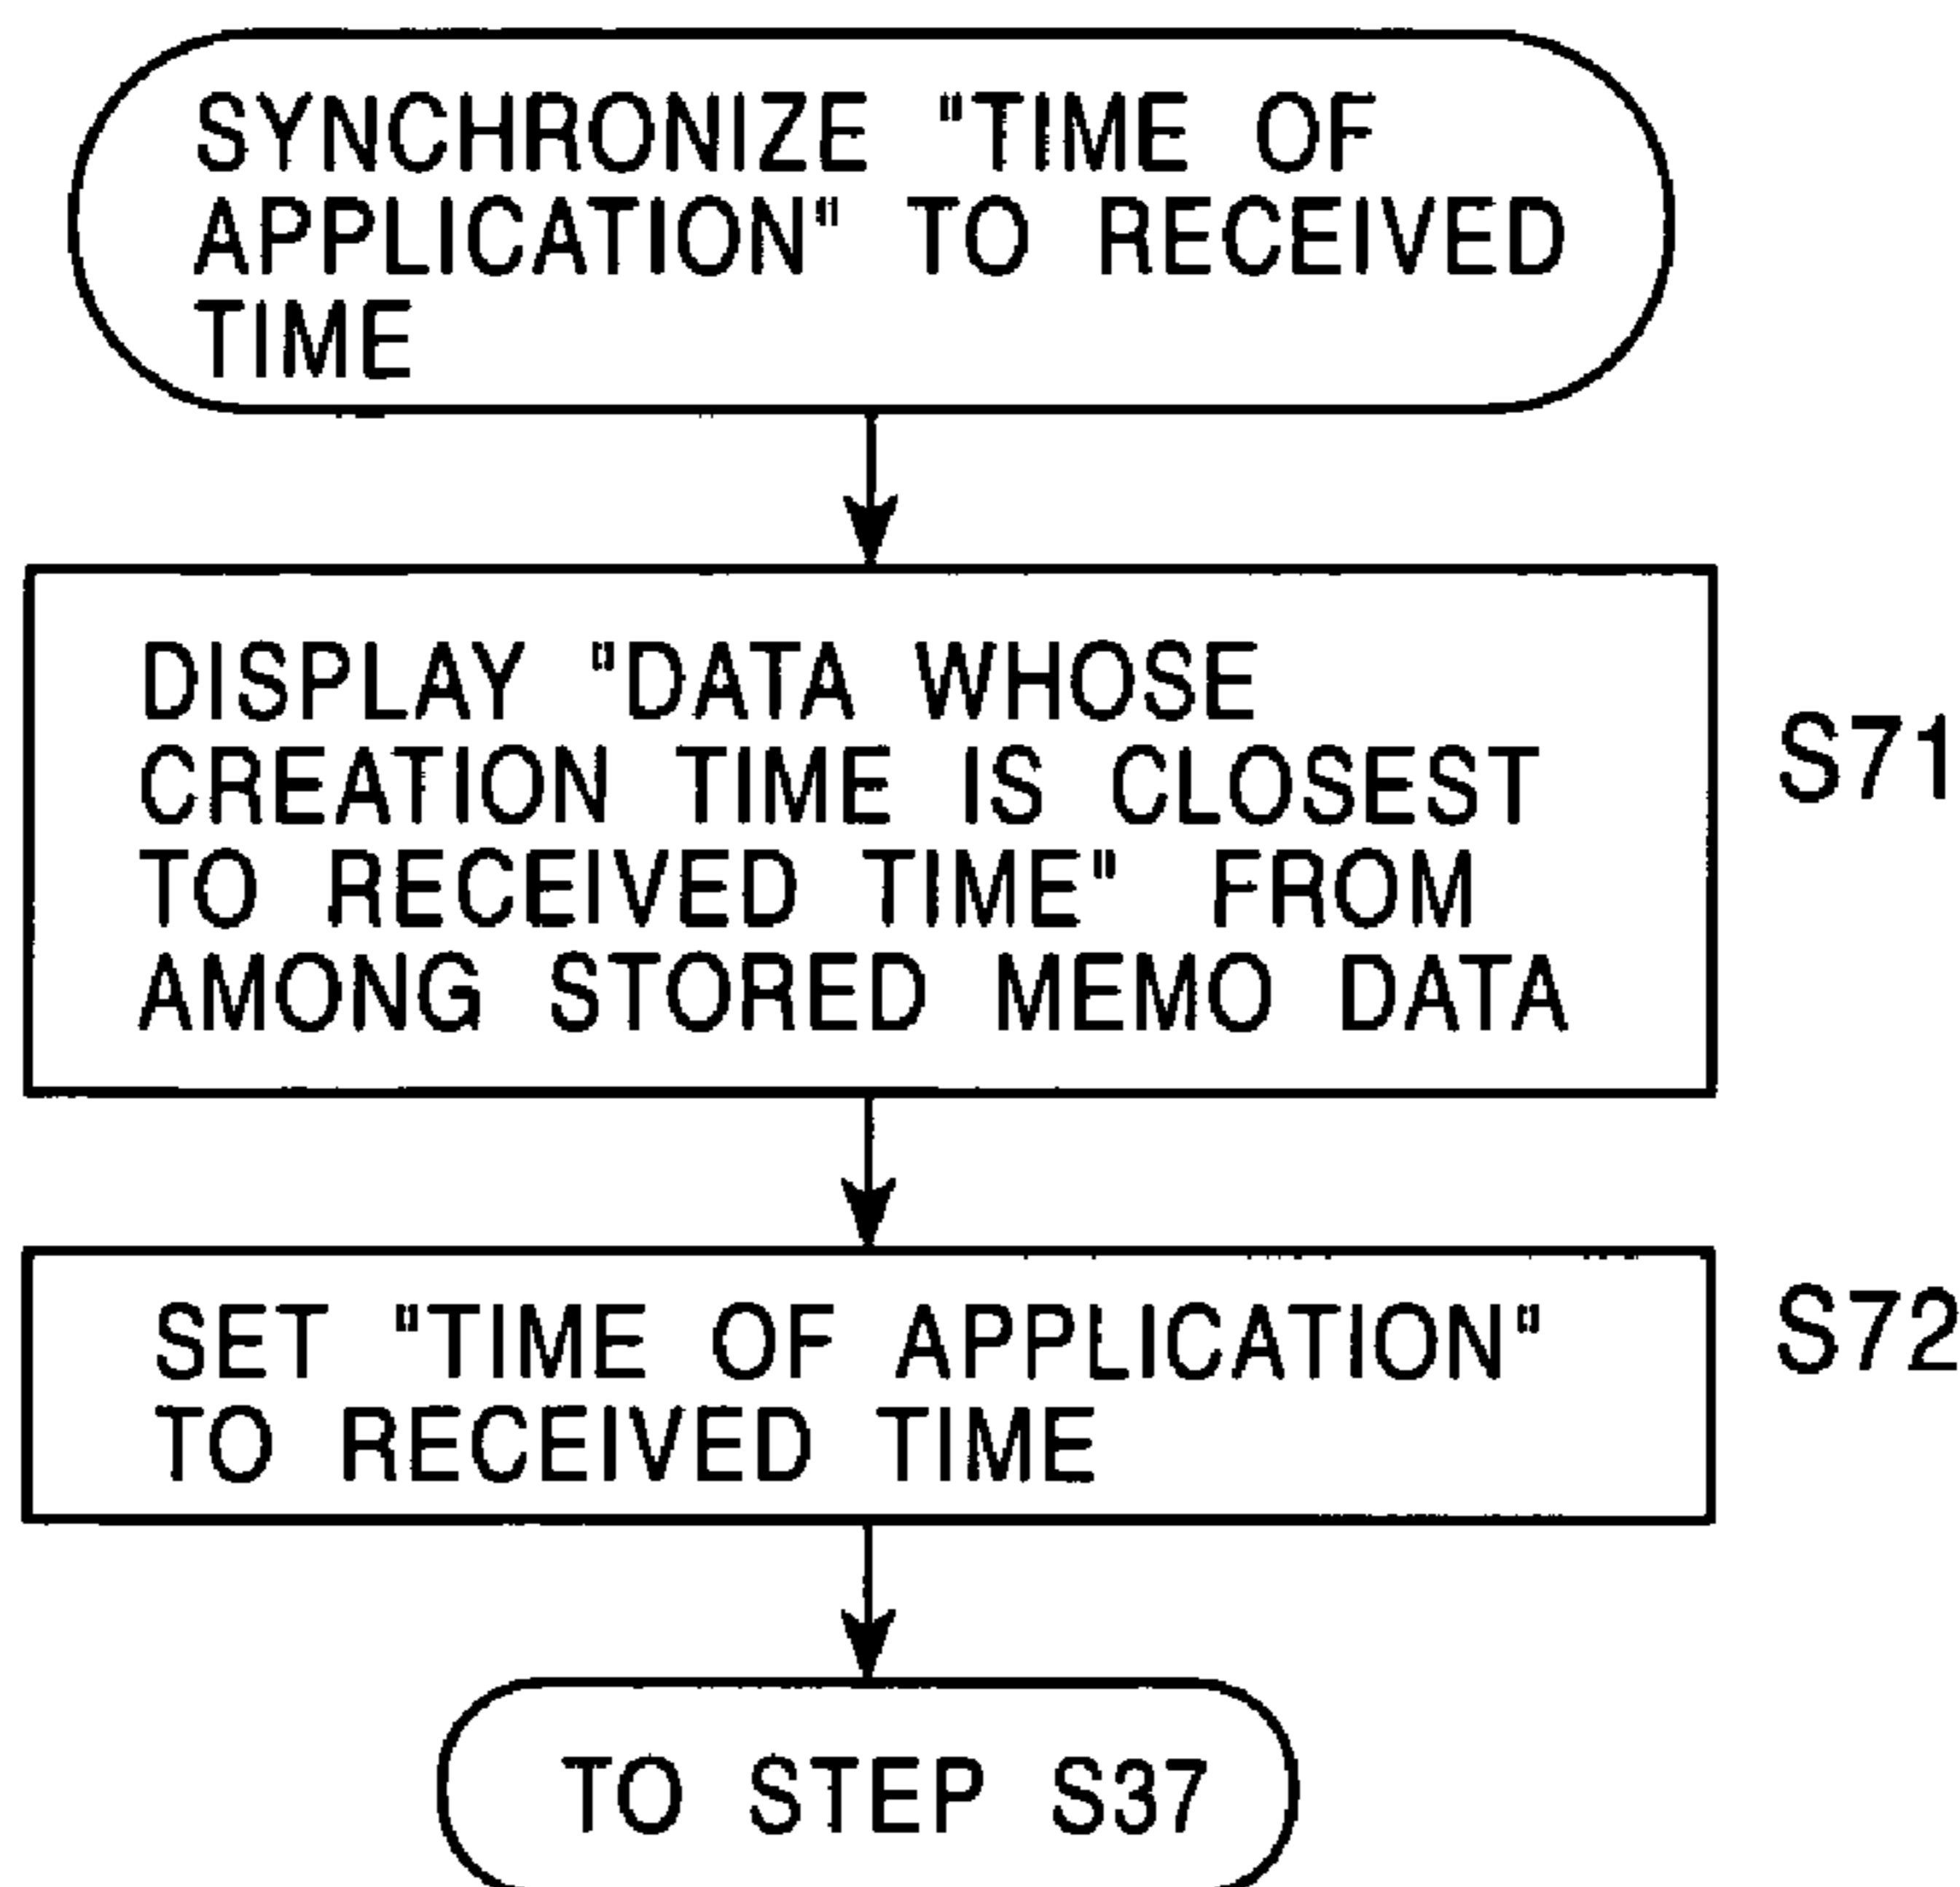 SYNCHRONIZE "TIME OF
APPLICATION" TO RECEIVED
TIME
DISPLAY "DATA WHOSE
CREATION TIME IS CLOSEST
TO RECEIVED TIME" FROM
AMONG STORED MEMO DATA
S71
SET "TIME OF APPLICATION"
TO RECEIVED TIME
S72
TO STEP S37